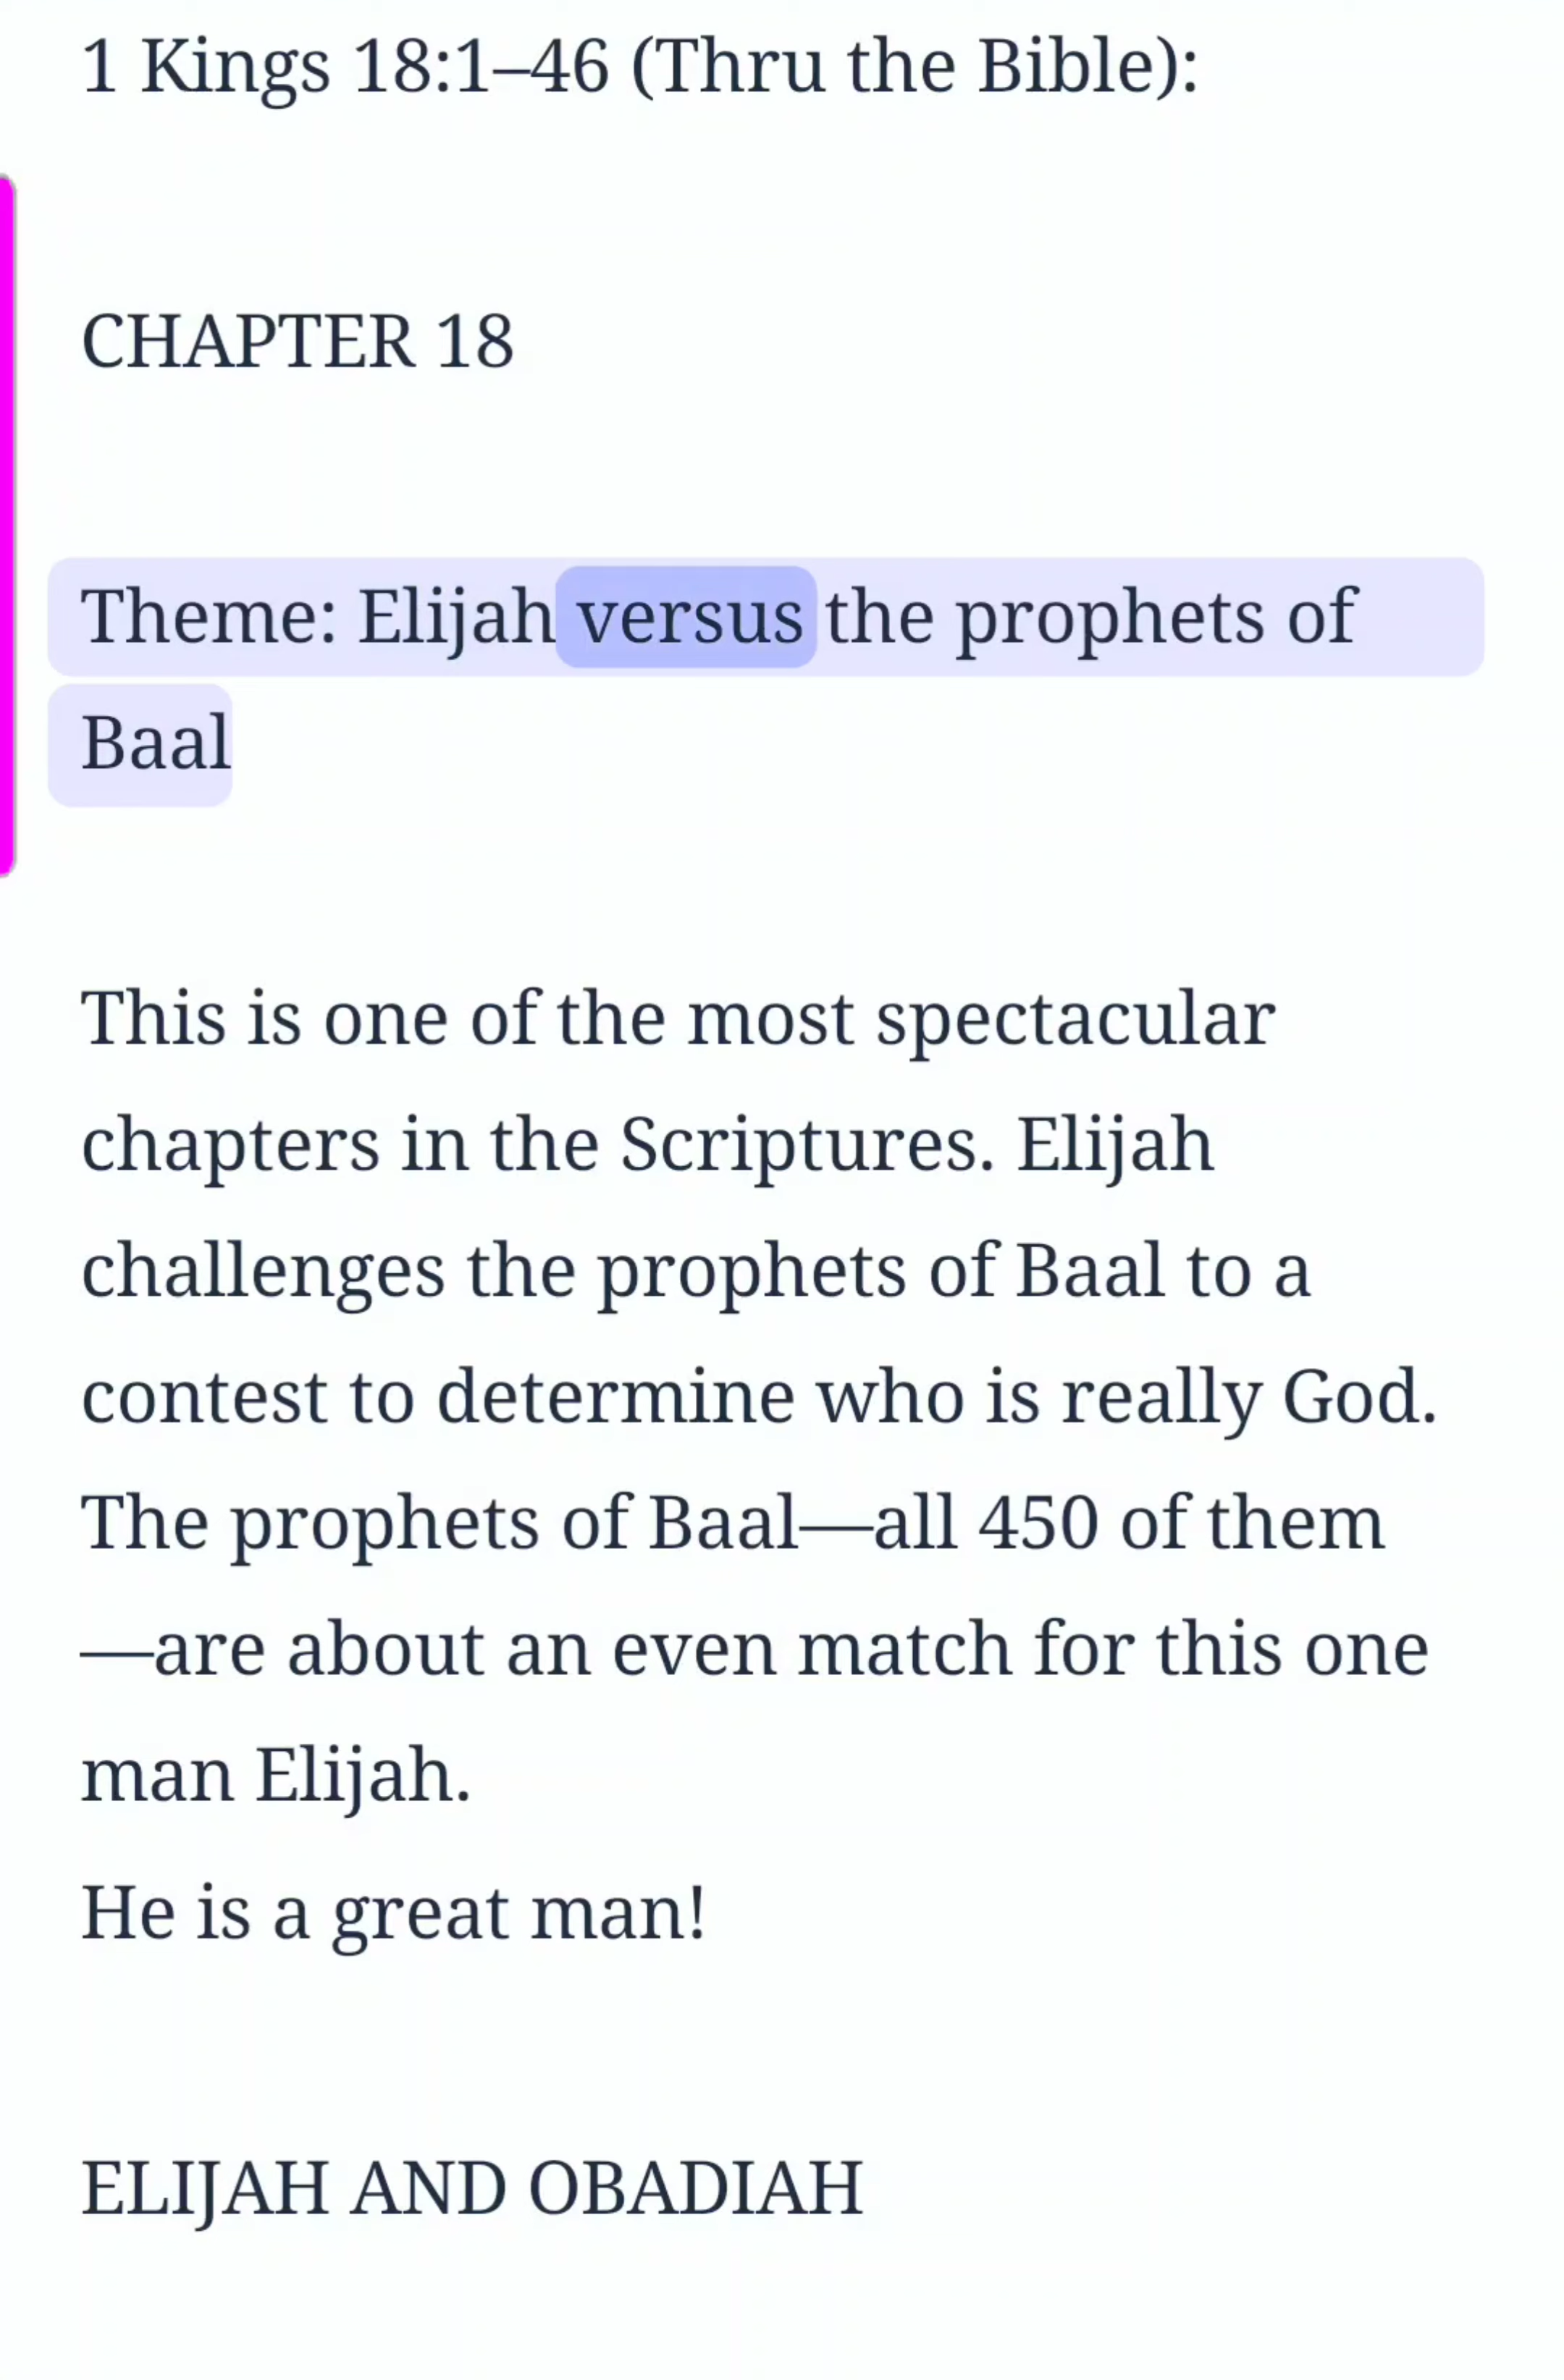 1 Kings 18:1–46 (Thru the Bible):
CHAPTER 18
Theme: Elijah versus the prophets of
Baal
This is one of the most spectacular
chapters in the Scriptures. Elijah
challenges the prophets of Baal to a
contest to determine who is really God.
The prophets of Baal—all 450 of them
—are about an even match for this one
man Elijah.
He is a great man!
ELIJAH AND OBADIAH